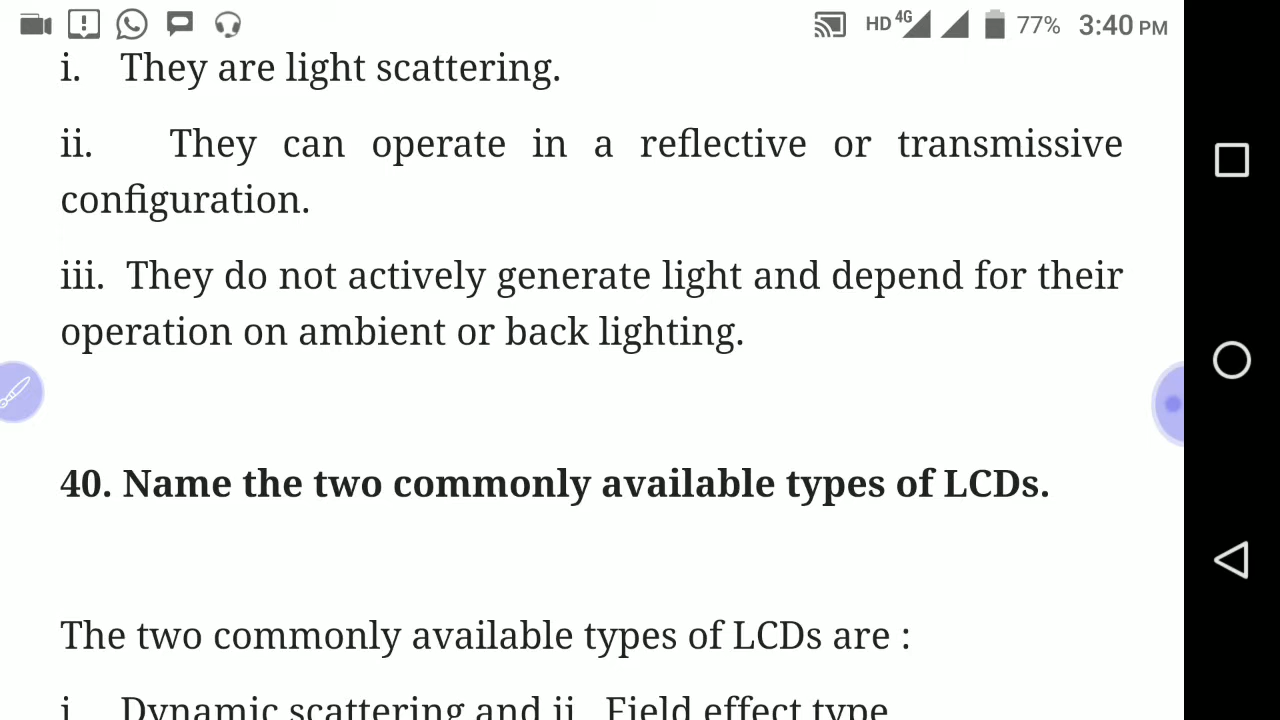 HD 4G 77% 3:40 PM
i. They are light scattering.
ii. They can operate in a reflective or transmissive
configuration.
iii. They do not actively generate light and depend for their
operation on ambient or back lighting.
40. Name the two commonly available types of LCDs.
The two commonly available types of LCDs are :
i. Dynamic scattering and ii. Field effect type